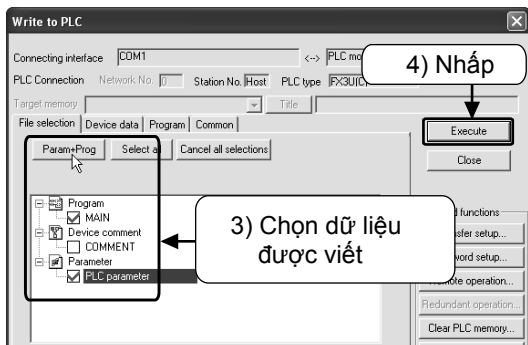 Write to PLC
Connecting interface COM1 <--> PLC mo
PLC Connection Network No. 0 Station No. Host PLC type FX3U(C)
Target memory Title
File selection Device data Program Common
Param+Prog Select all Cancel all selections
4) Nhấp
Execute
Close
Program
MAIN
Device comment
COMMENT
Parameter
PLC parameter
3) Chọn dữ liệu
được viết
d functions
sfer setup...
word setup...
ote operation...
Redundant operation...
Clear PLC memory...